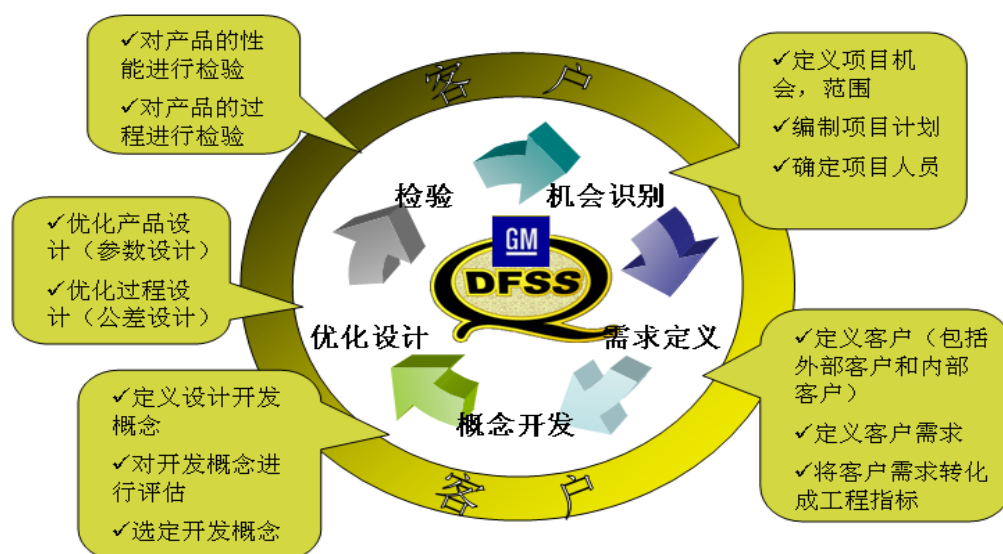 ✓对产品的性
能进行检验
✓对产品的过
程进行检验
客 户
✓定义项目机
会，范围
✓编制项目计划
✓确定项目人员
检验
机会识别
GM
DFSS
✓优化产品设
计（参数设计）
✓优化过程设
计（公差设计）
优化设计
需求定义
✓定义客户（包括
外部客户和内部
客户）
✓定义客户需求
✓将客户需求转化
成工程指标
✓定义设计开发
概念
✓对开发概念进
行评估
✓选定开发概念
概念开发
客 户